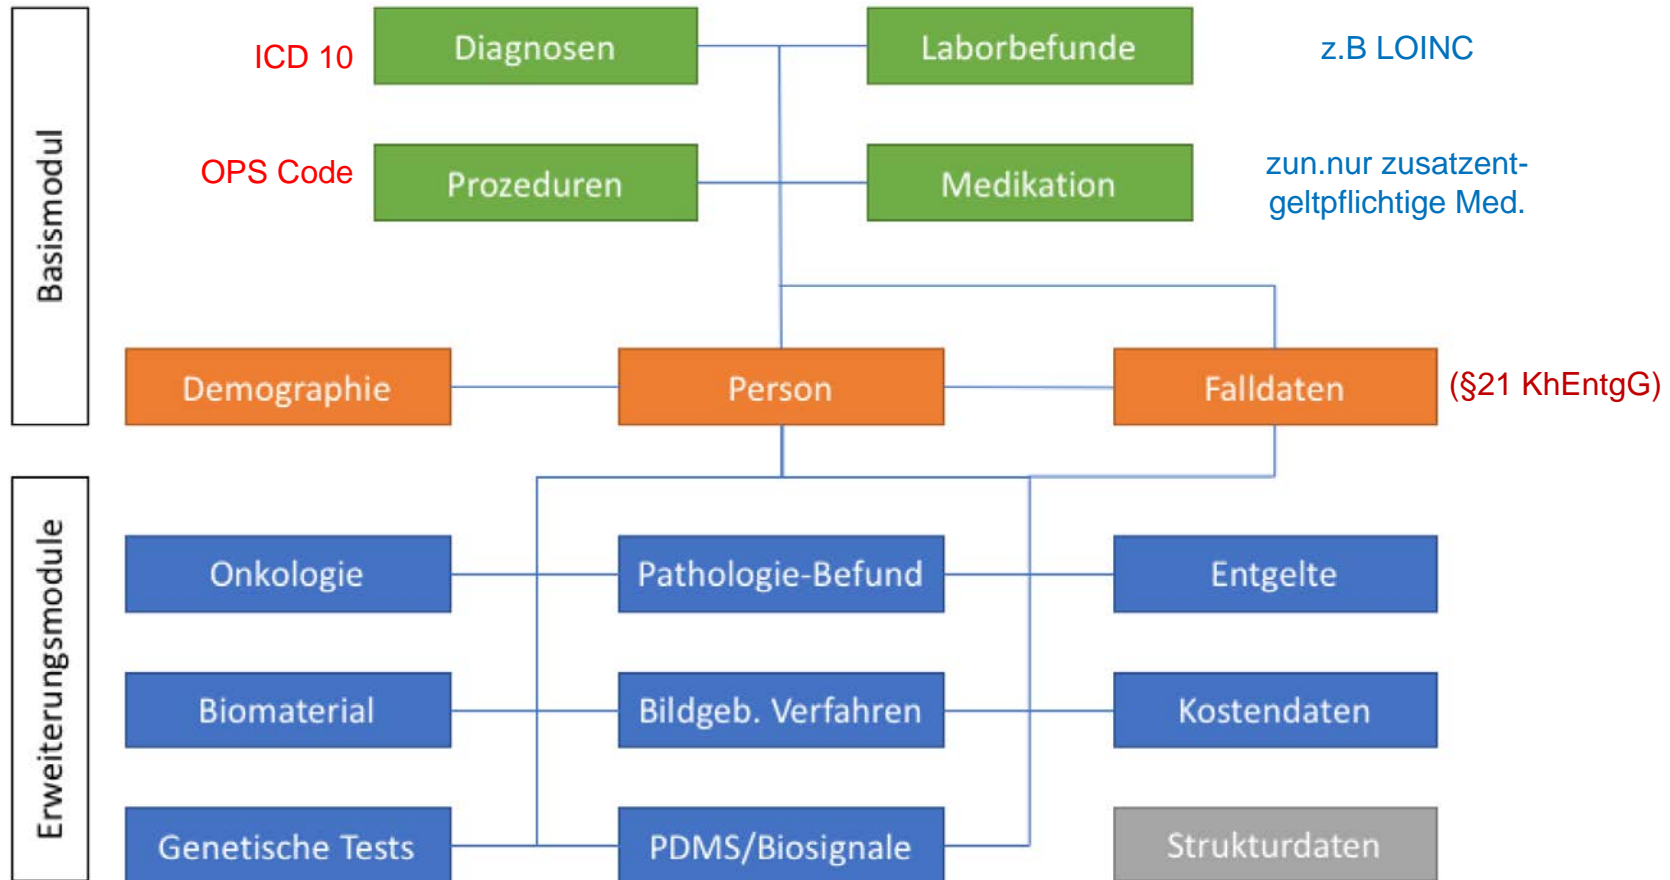 Basismodul
ICD 10
Diagnosen
Laborbefunde
z.B LOINC
OPS Code
Prozeduren
Medikation
zun.nur zusatzent-
geltpflichtige Med.
Demographie
Person
Falldaten
(§21 KhEntgG)
Erweiterungsmodule
Onkologie
Pathologie-Befund
Entgelte
Biomaterial
Bildgeb. Verfahren
Kostendaten
Genetische Tests
PDMS/Biosignale
Strukturdaten